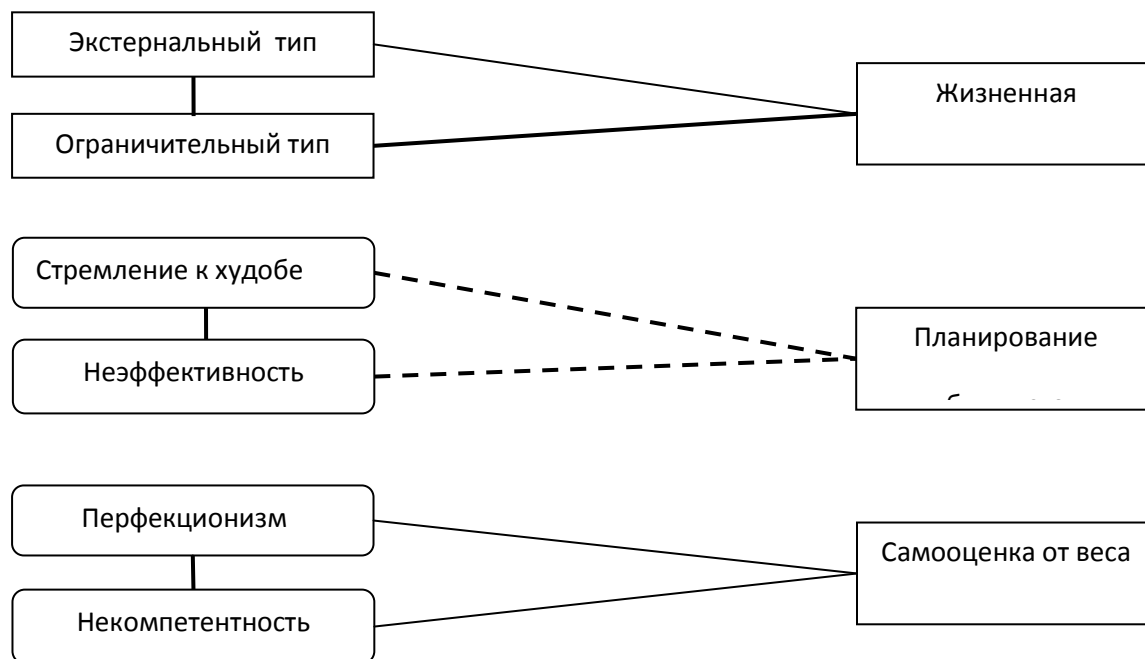 Экстернальный тип
Жизненная
Ограничительный тип
Стремление к худобе
Планирование
Неэффективность
Перфекционизм
Самооценка от веса
Некомпетентность